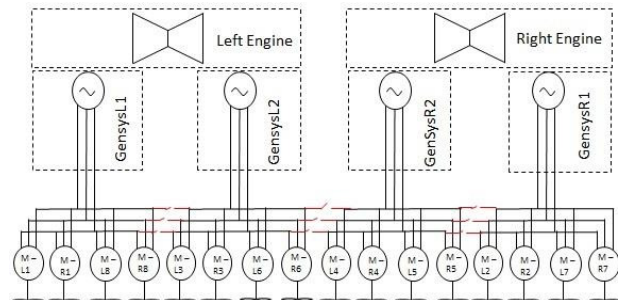 Left Engine
Right Engine
GensysL1
GensysL2
GenSysR2
GensysR1
M – L1
M – R1
M – L8
M – R8
M – L3
M – R3
M – L6
M – R6
M – L4
M – R4
M – L5
M – R5
M – L2
M – R2
M – L7
M – R7